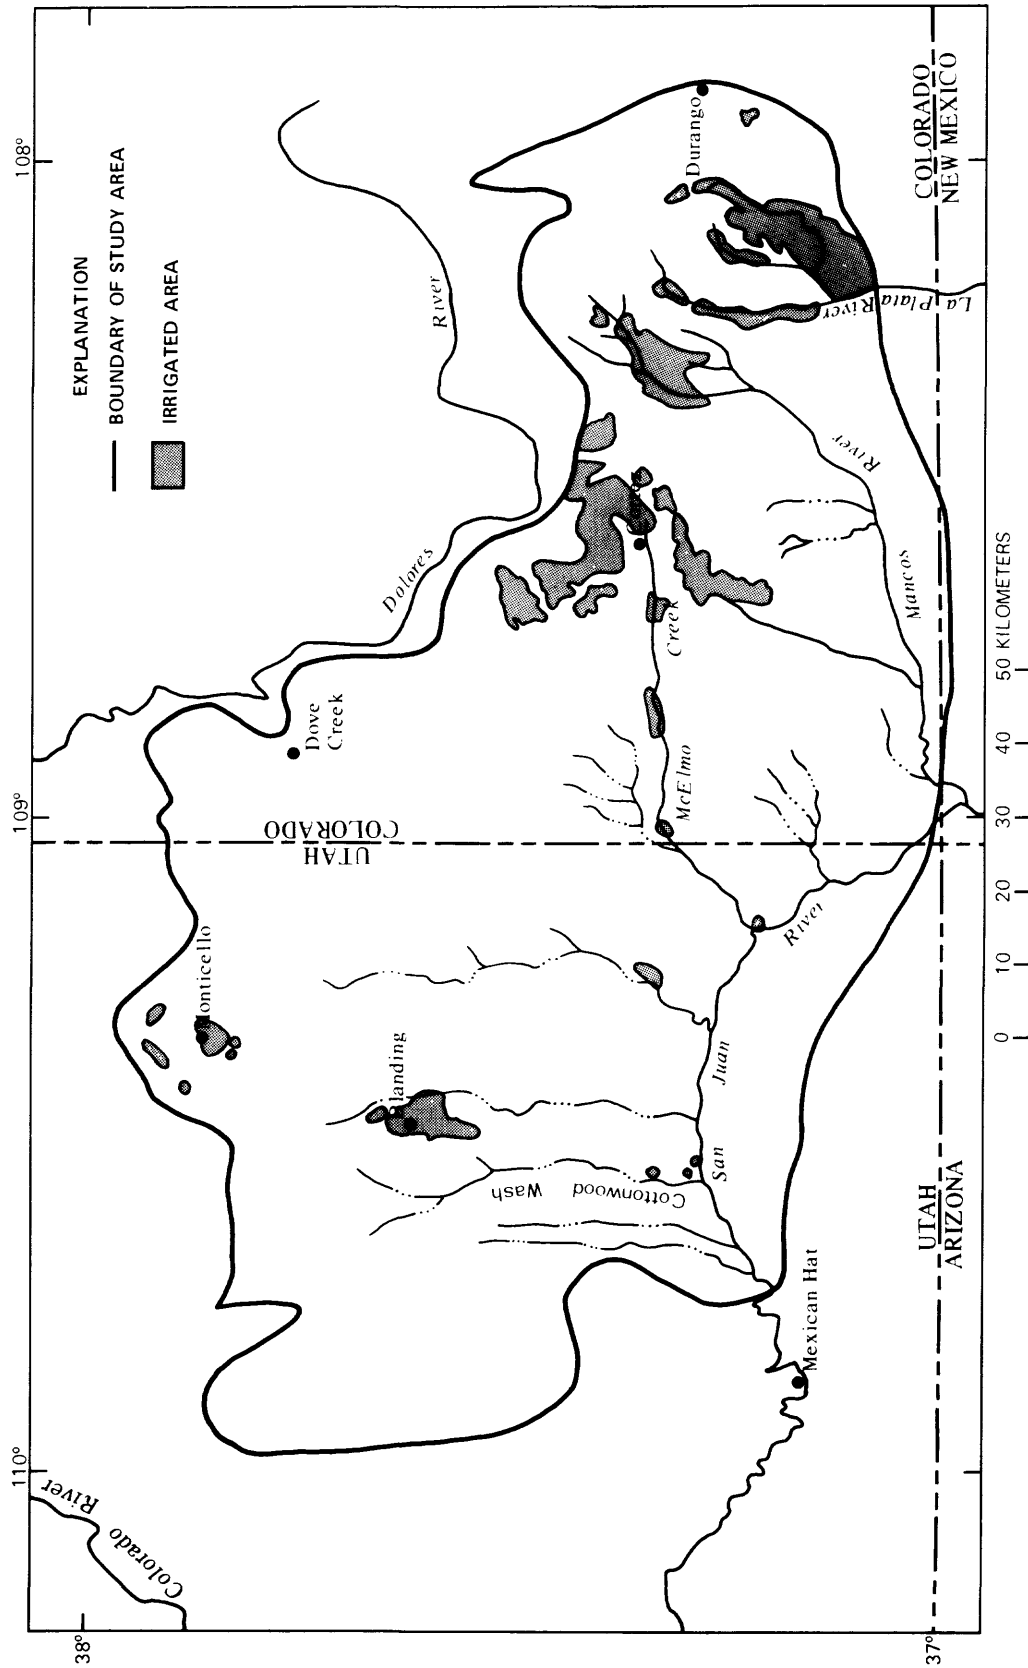 110°
109°
108°
38°
37°
EXPLANATION
BOUNDARY OF STUDY AREA
IRRIGATED AREA
Colorado
River
Dolores
River
Dove
Creek
UTAH
COLORADO
Cottonwood Wash
McElmo
Creek
Durango
Mancos
River
La Plata River
San
Juan
River
Mexican Hat
UTAH
ARIZONA
COLORADO
NEW MEXICO
0 10 20 30 40 50 KILOMETERS